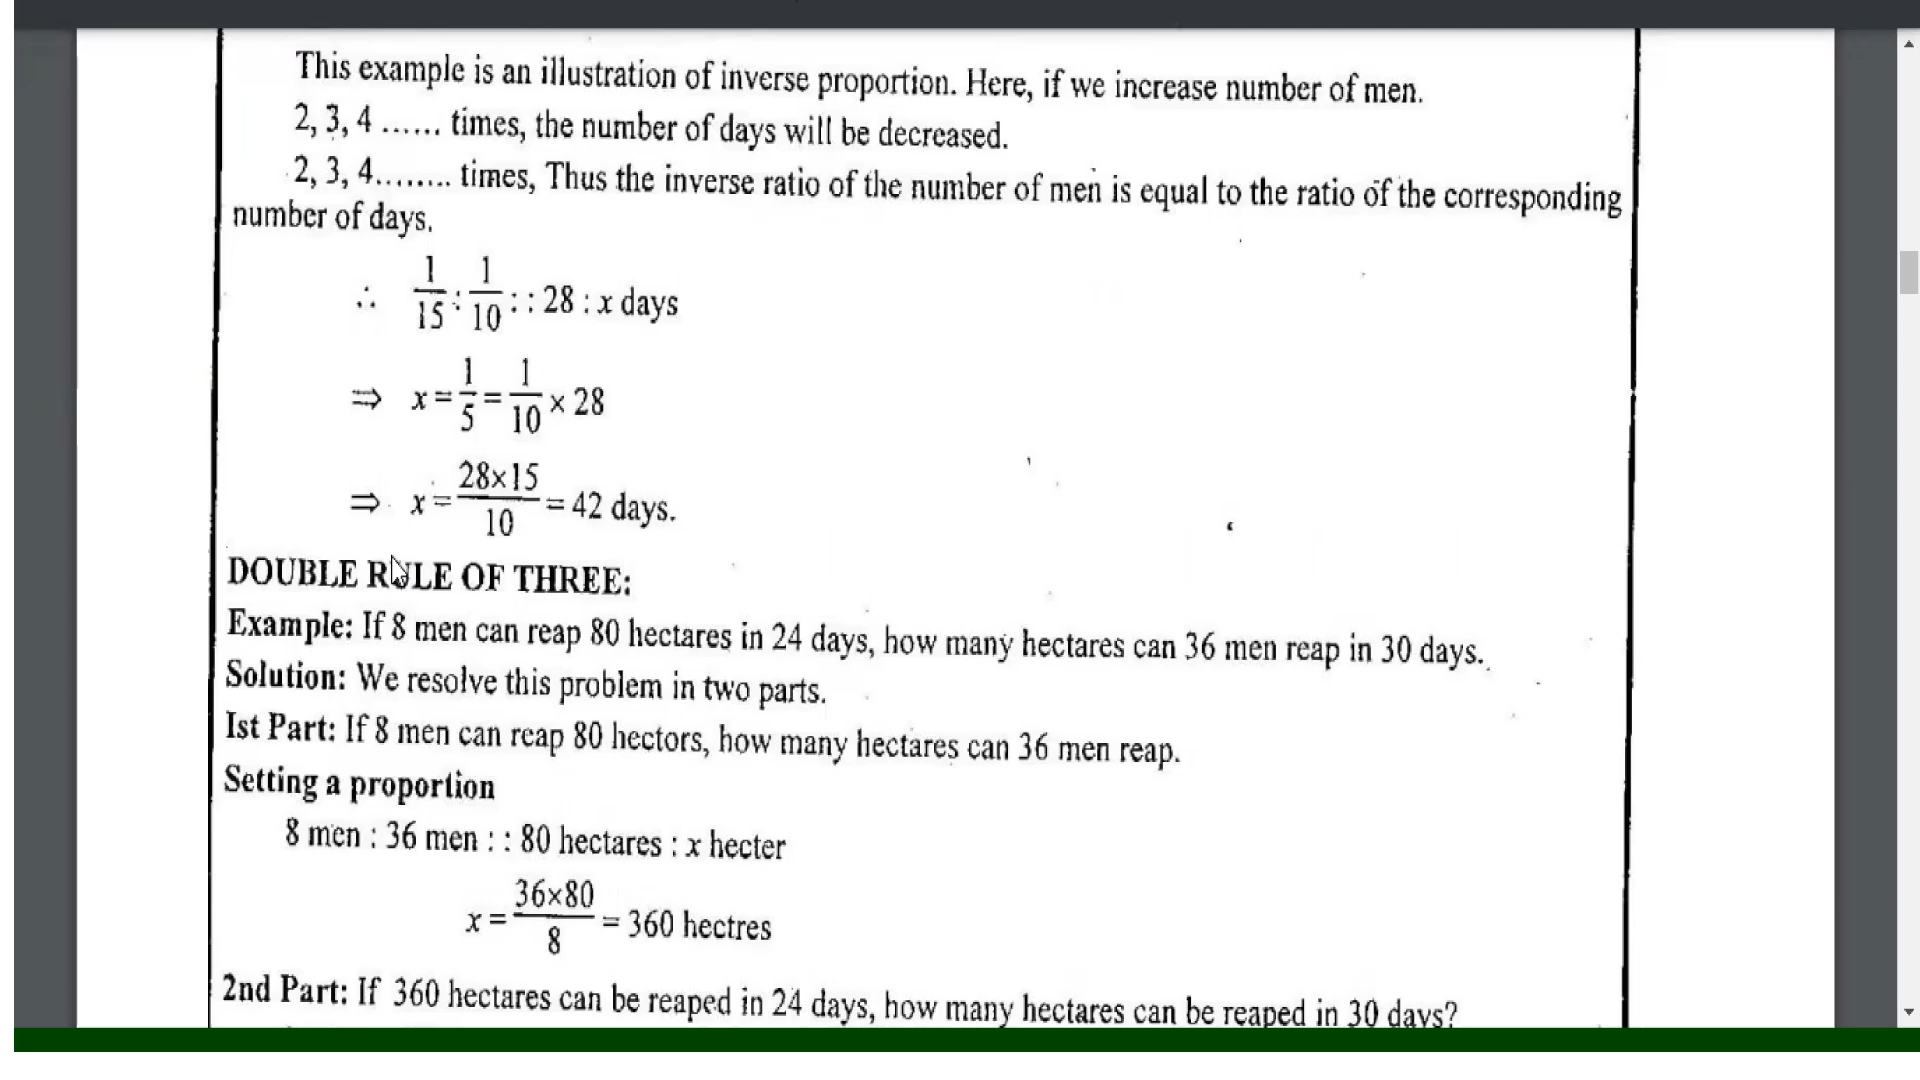 This example is an illustration of inverse proportion. Here, if we increase number of men.
2, 3, 4 ...... times, the number of days will be decreased.
2, 3, 4........ times, Thus the inverse ratio of the number of men is equal to the ratio of the corresponding
number of days.
∴ 1/15 : 1/10 : : 28 : x days
⇒ x = 1/5 = 1/10 × 28
⇒ x = 28×15/10 = 42 days.
DOUBLE RULE OF THREE:
Example: If 8 men can reap 80 hectares in 24 days, how many hectares can 36 men reap in 30 days.
Solution: We resolve this problem in two parts.
Ist Part: If 8 men can reap 80 hectors, how many hectares can 36 men reap.
Setting a proportion
8 men : 36 men : : 80 hectares : x hecter
x = 36×80/8 = 360 hectres
2nd Part: If 360 hectares can be reaped in 24 days, how many hectares can be reaped in 30 days?